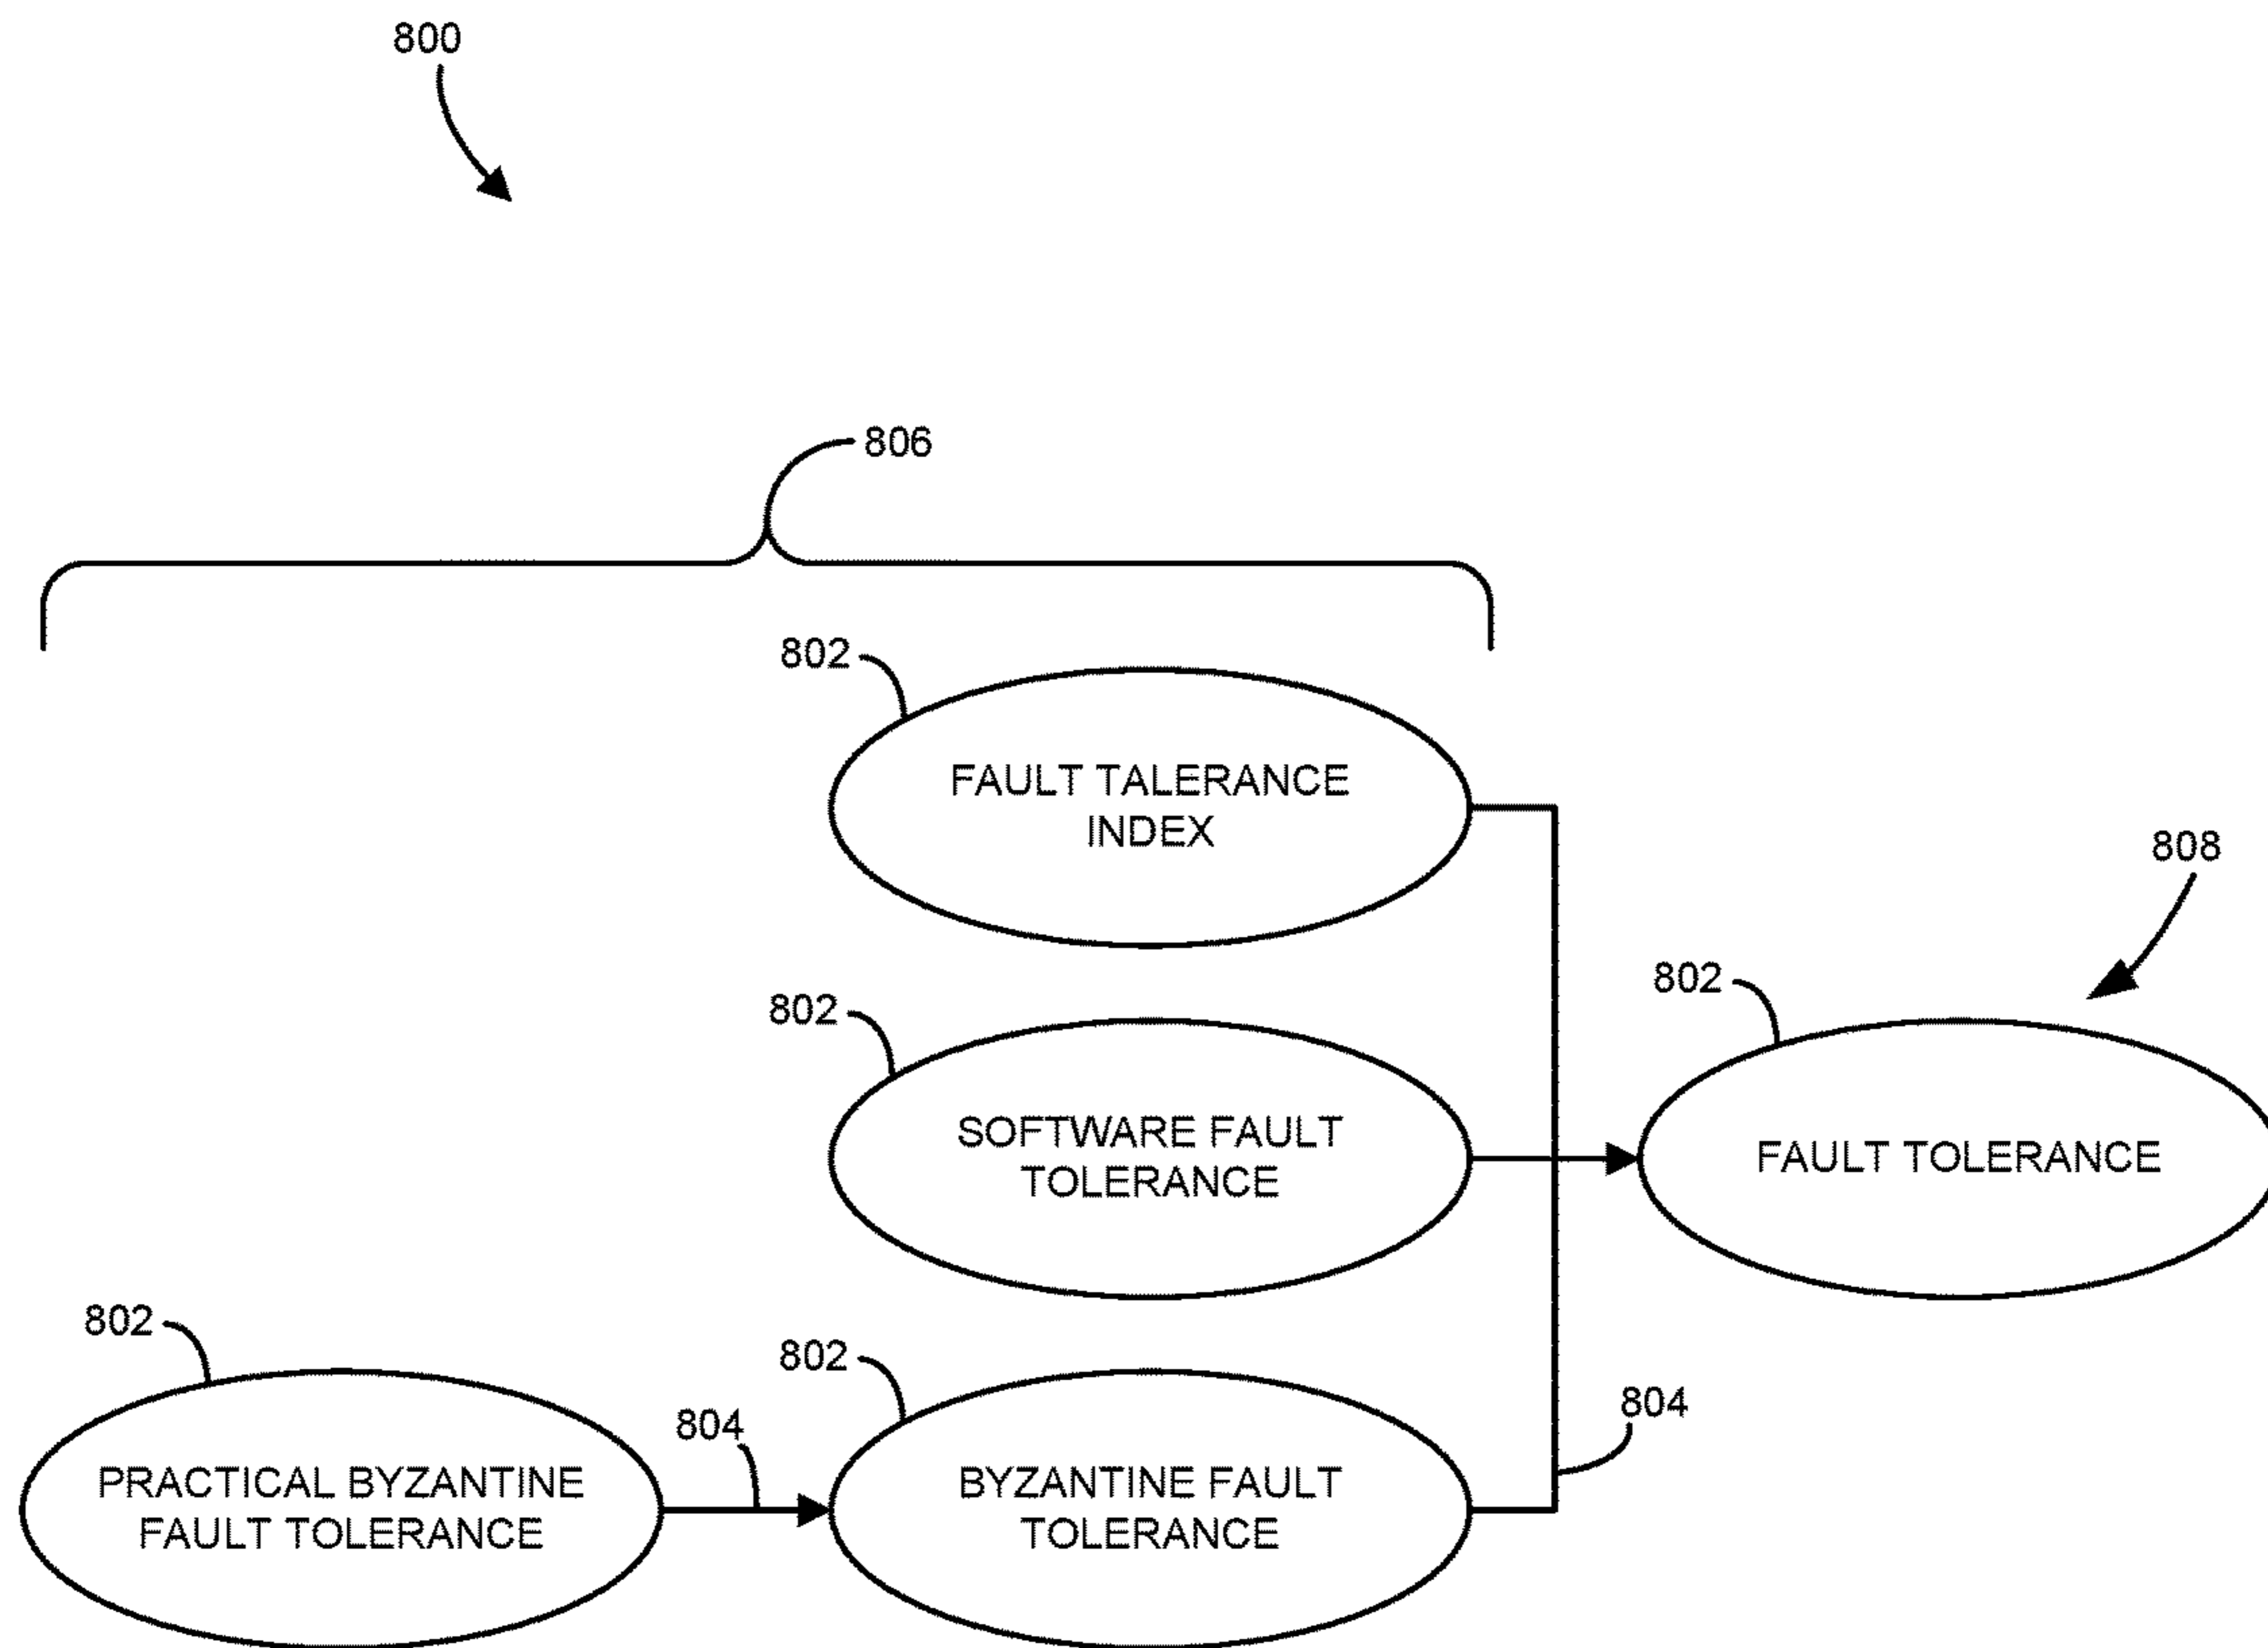 800
806
802
FAULT TALERANCE
INDEX
808
802
802
SOFTWARE FAULT
TOLERANCE
FAULT TOLERANCE
802
802
804
804
PRACTICAL BYZANTINE
FAULT TOLERANCE
BYZANTINE FAULT
TOLERANCE